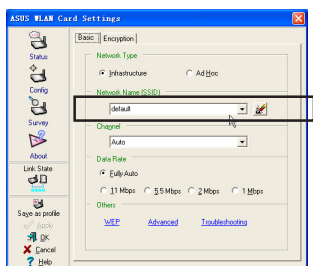 ASUS WLAN Card Settings
Status
Config
Survey
About
Link State
Save as profile
Apply
OK
Cancel
Help
Basic
Encryption
Network Type
Infrastructure
Ad Hoc
Network Name (SSID)
default
Channel
Auto
Data Rate
Fully Auto
11 Mbps
5.5 Mbps
2 Mbps
1 Mbps
Others
WEP
Advanced
Troubleshooting